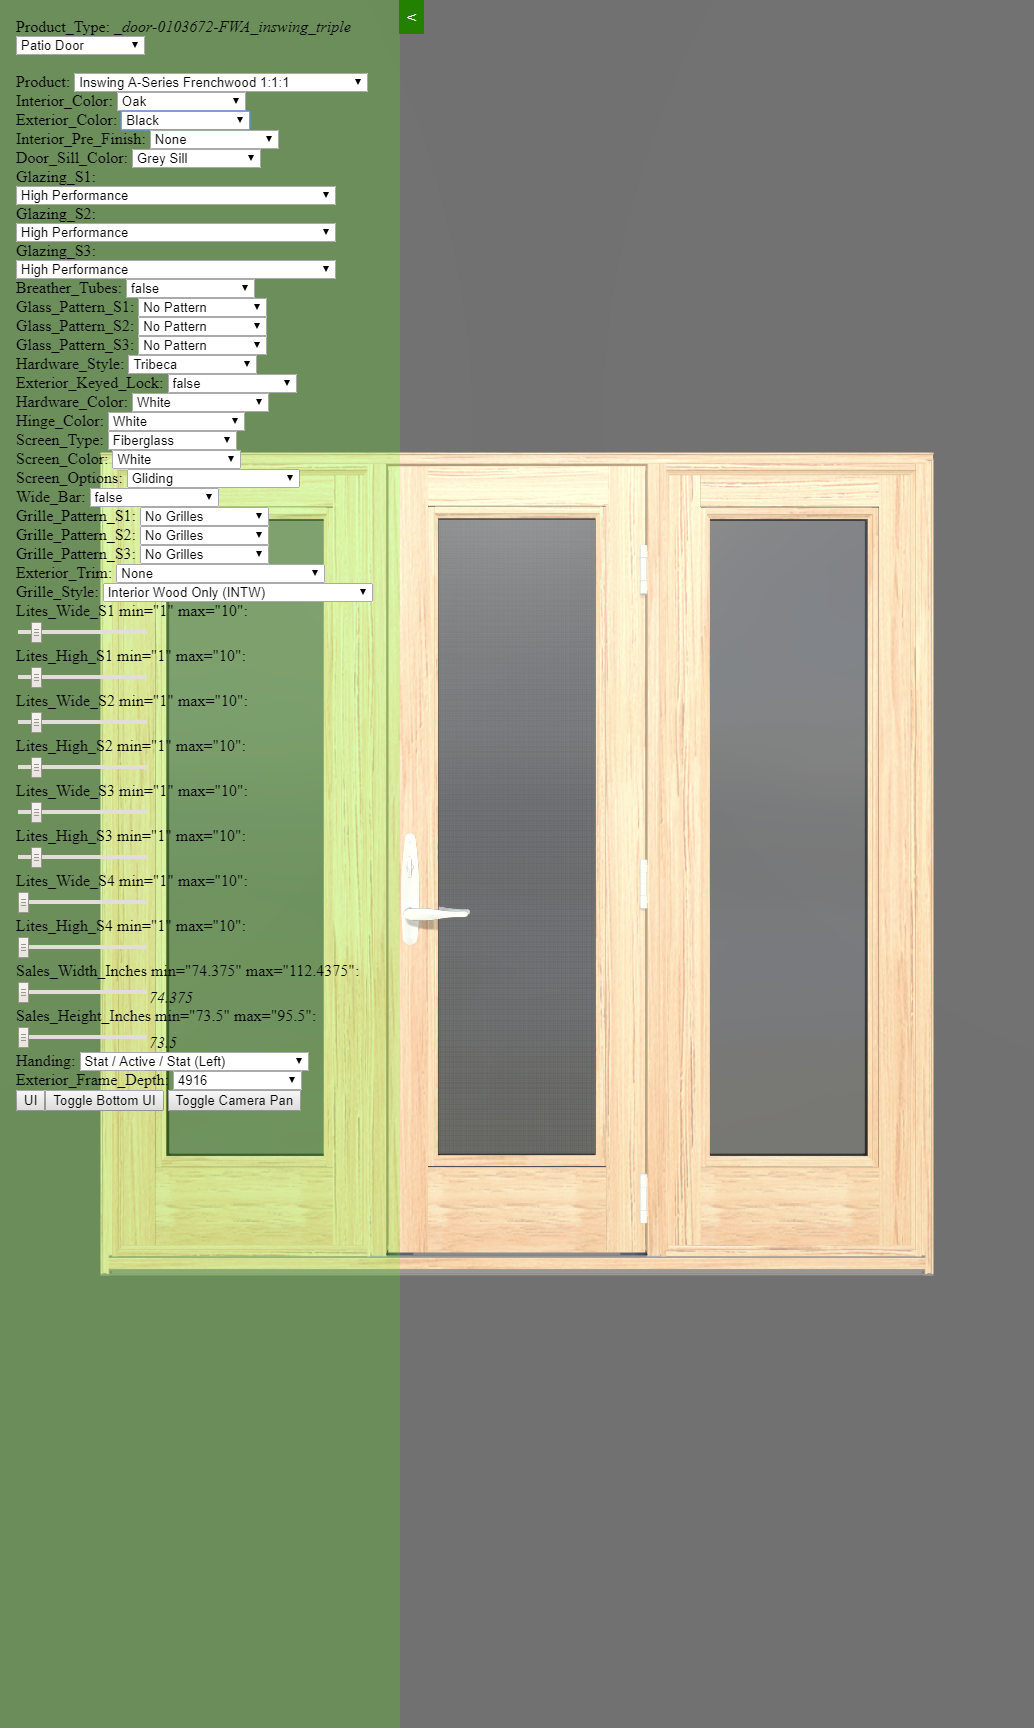 <
Product_Type: _door-0103672-FWA_inswing_triple
Patio Door
Product: Inswing A-Series Frenchwood 1:1:1
Interior_Color: Oak
Exterior_Color: Black
Interior_Pre_Finish: None
Door_Sill_Color: Grey Sill
Glazing_S1:
High Performance
Glazing_S2:
High Performance
Glazing_S3:
High Performance
Breather_Tubes: false
Glass_Pattern_S1: No Pattern
Glass_Pattern_S2: No Pattern
Glass_Pattern_S3: No Pattern
Hardware_Style: Tribeca
Exterior_Keyed_Lock: false
Hardware_Color: White
Hinge_Color: White
Screen_Type: Fiberglass
Screen_Color: White
Screen_Options: Gliding
Wide_Bar: false
Grille_Pattern_S1: No Grilles
Grille_Pattern_S2: No Grilles
Grille_Pattern_S3: No Grilles
Exterior_Trim: None
Grille_Style: Interior Wood Only (INTW)
Lites_Wide_S1 min="1" max="10":
Lites_High_S1 min="1" max="10":
Lites_Wide_S2 min="1" max="10":
Lites_High_S2 min="1" max="10":
Lites_Wide_S3 min="1" max="10":
Lites_High_S3 min="1" max="10":
Lites_Wide_S4 min="1" max="10":
Lites_High_S4 min="1" max="10":
Sales_Width_Inches min="74.375" max="112.4375":
74.375
Sales_Height_Inches min="73.5" max="95.5":
73.5
Handing: Stat / Active / Stat (Left)
Exterior_Frame_Depth: 4916
UI Toggle Bottom UI Toggle Camera Pan